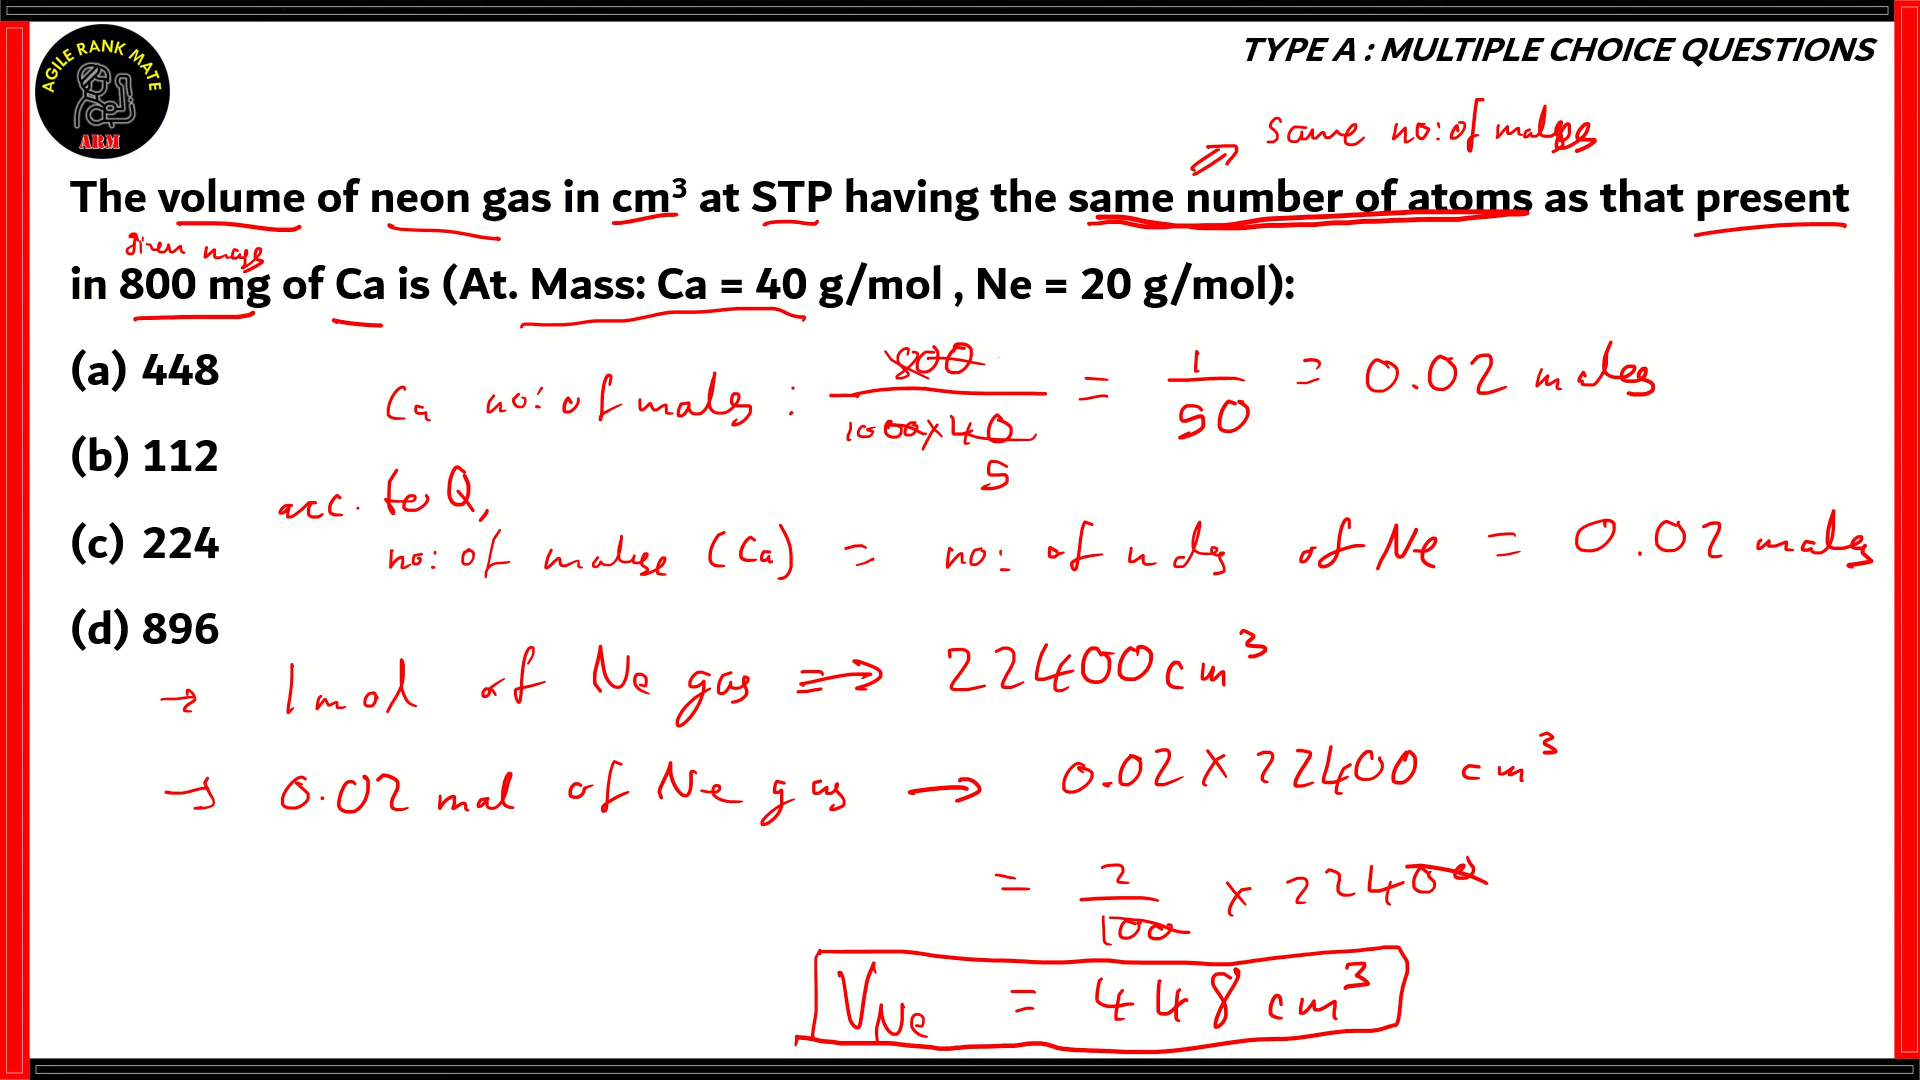 AGILE RANK MATE
ARM
TYPE A : MULTIPLE CHOICE QUESTIONS
same no: of moles
The volume of neon gas in cm³ at STP having the same number of atoms as that present
given mass
in 800 mg of Ca is (At. Mass: Ca = 40 g/mol , Ne = 20 g/mol):
(a) 448
Ca no: of moles : 800 / 1000 × 40 = 1/50 = 0.02 moles
5
(b) 112
acc. to Q,
(c) 224
no: of moles (Ca) = no: of moles of Ne = 0.02 moles
(d) 896
→ 1 mol of Ne gas ⇒ 22400 cm³
→ 0.02 mol of Ne gas → 0.02 × 22400 cm³
= 2/100 × 22400
V Ne = 448 cm³